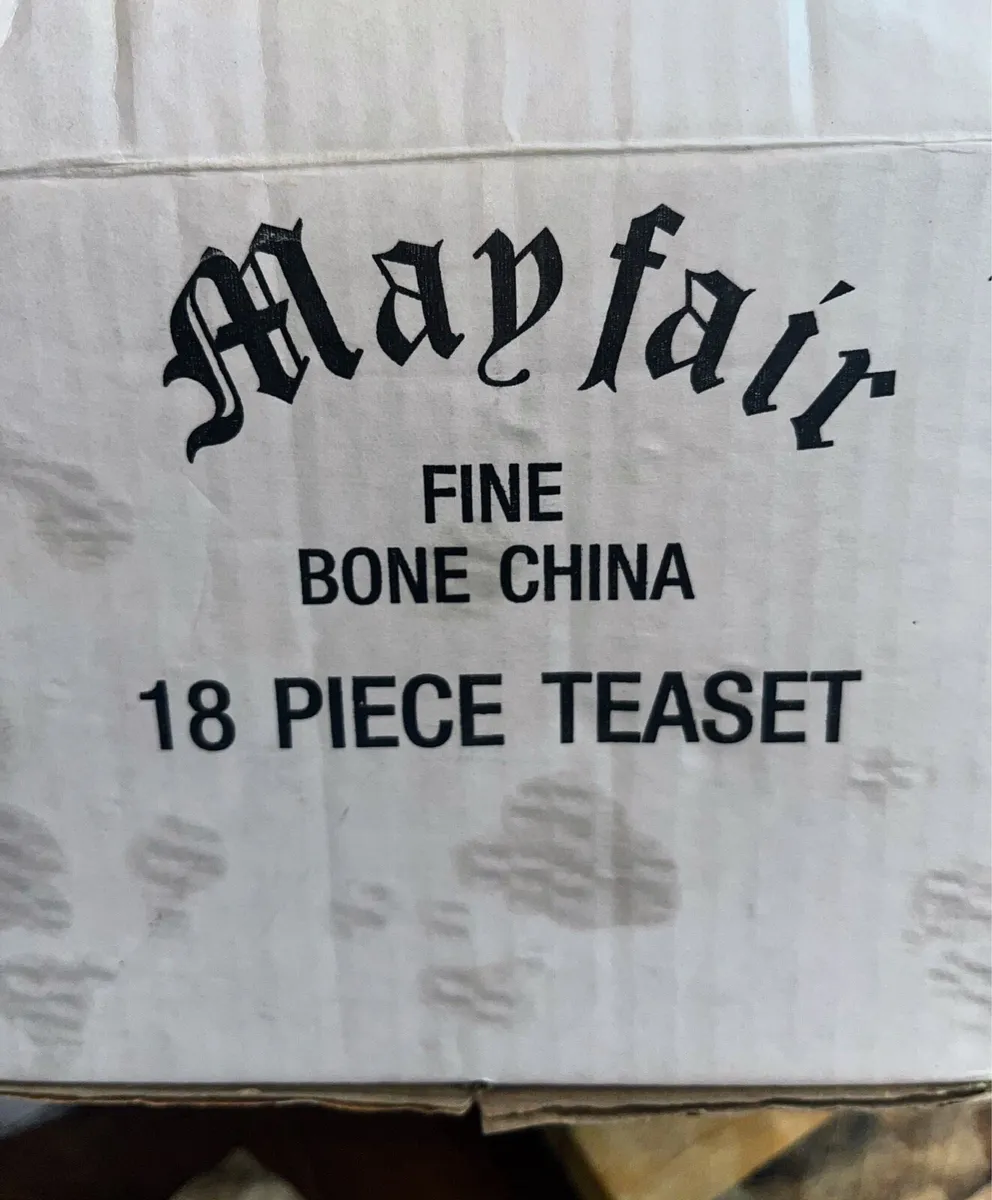 Mayfair
FINE
BONE CHINA
18 PIECE TEASET